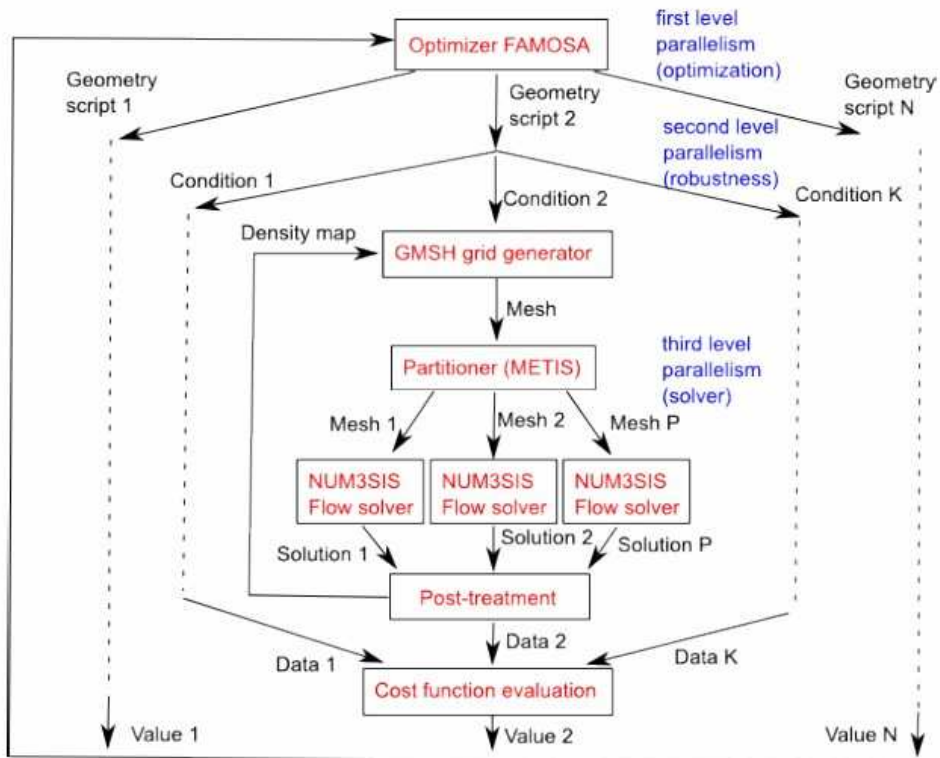 Optimizer FAMOSA
first level
parallelism
(optimization)
Geometry
script 1
Geometry
script 2
Geometry
script N
second level
parallelism
(robustness)
Condition 1
Condition 2
Condition K
Density map
GMSH grid generator
Mesh
Partitioner (METIS)
third level
parallelism
(solver)
Mesh 1
Mesh 2
Mesh P
NUM3SIS
Flow solver
NUM3SIS
Flow solver
NUM3SIS
Flow solver
Solution 1
Solution 2
Solution P
Post-treatment
Data 1
Data 2
Data K
Cost function evaluation
Value 1
Value 2
Value N